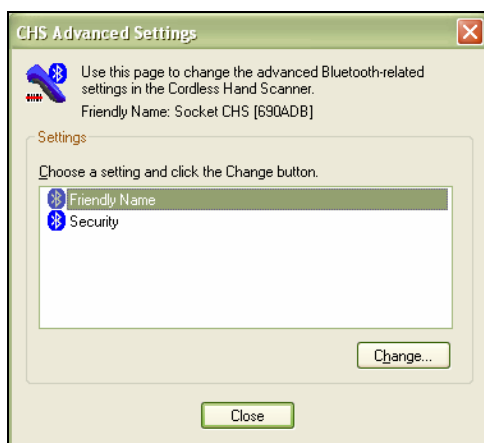 CHS Advanced Settings
Use this page to change the advanced Bluetooth-related
settings in the Cordless Hand Scanner.
Friendly Name: Socket CHS [690ADB]
Settings
Choose a setting and click the Change button.
Friendly Name
Security
Change...
Close